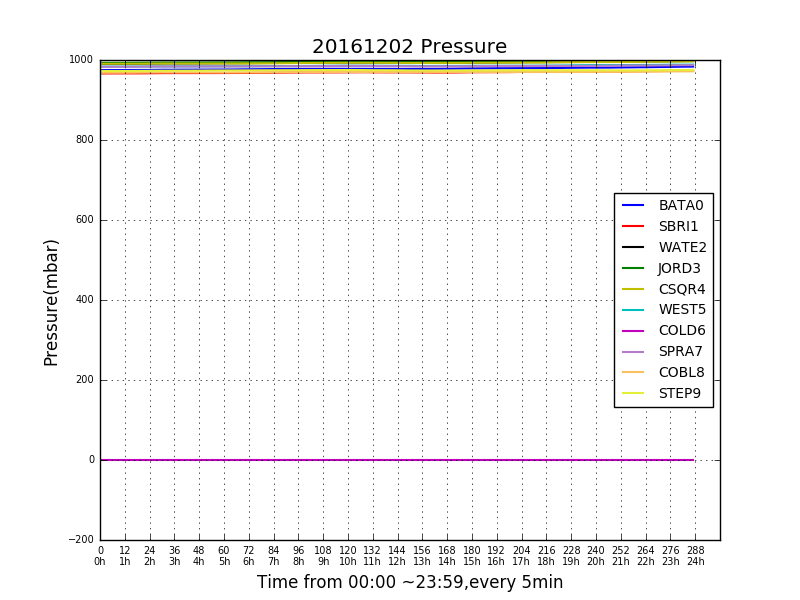 20161202 Pressure
1000
800
600
400
200
0
−200
Pressure(mbar)
BATA0
SBRI1
WATE2
JORD3
CSQR4
WEST5
COLD6
SPRA7
COBL8
STEP9
0 12 24 36 48 60 72 84 96 108 120 132 144 156 168 180 192 204 216 228 240 252 264 276 288
0h 1h 2h 3h 4h 5h 6h 7h 8h 9h 10h 11h 12h 13h 14h 15h 16h 17h 18h 19h 20h 21h 22h 23h 24h
Time from 00:00 ~23:59,every 5min